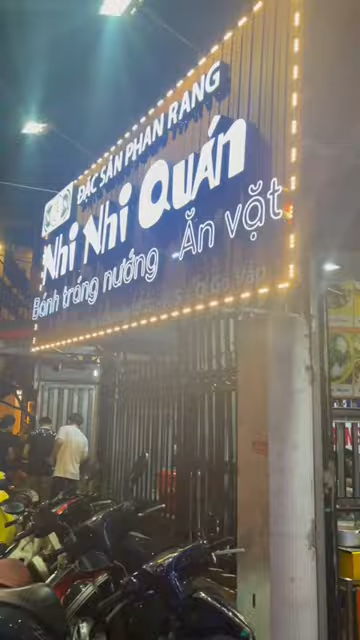 ĐẶC SẢN PHAN RANG
Nhi Nhi Quán
Bánh tráng nướng Ăn vặt